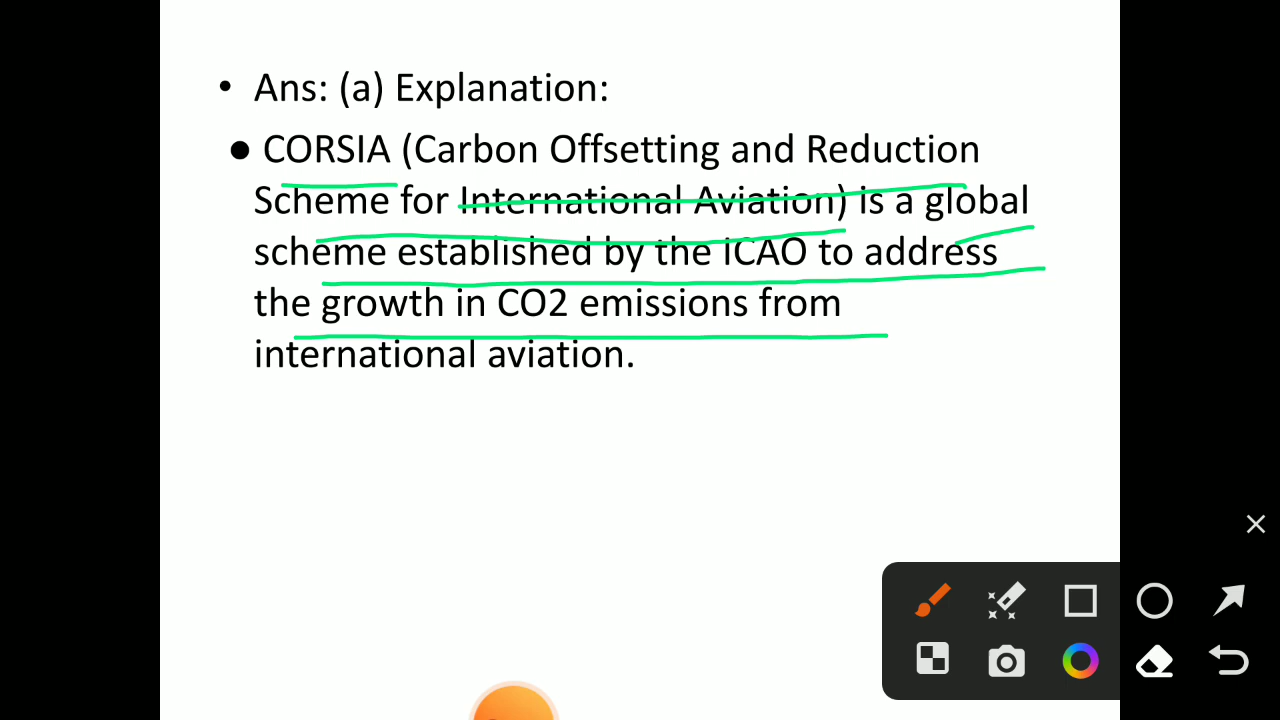 • Ans: (a) Explanation:
● CORSIA (Carbon Offsetting and Reduction
Scheme for International Aviation) is a global
scheme established by the ICAO to address
the growth in CO2 emissions from
international aviation.